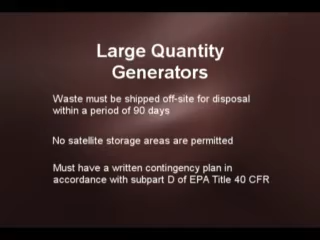 Large Quantity
Generators
Waste must be shipped off-site for disposal
within a period of 90 days
No satellite storage areas are permitted
Must have a written contingency plan in
accordance with subpart D of EPA Title 40 CFR